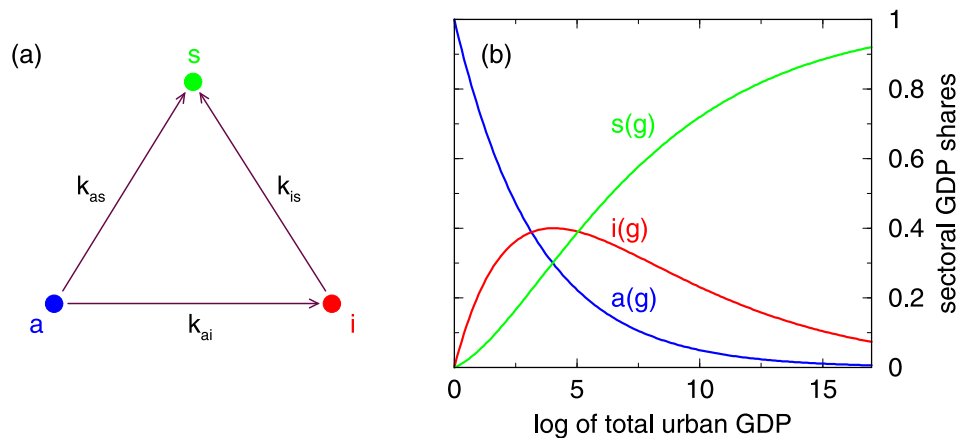 (a)
s
k_as
k_is
a
k_ai
i
(b)
s(g)
i(g)
a(g)
1
0.8
0.6
0.4
0.2
0
sectoral GDP shares
0 5 10 15
log of total urban GDP